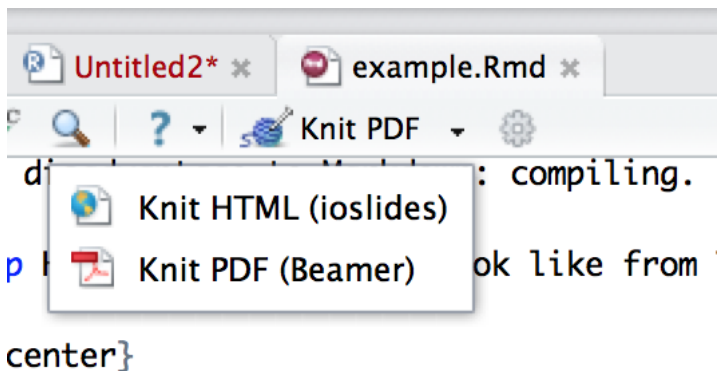 Untitled2* × example.Rmd ×
? Knit PDF
: compiling.
Knit HTML (ioslides)
p ok like from
Knit PDF (Beamer)
center}